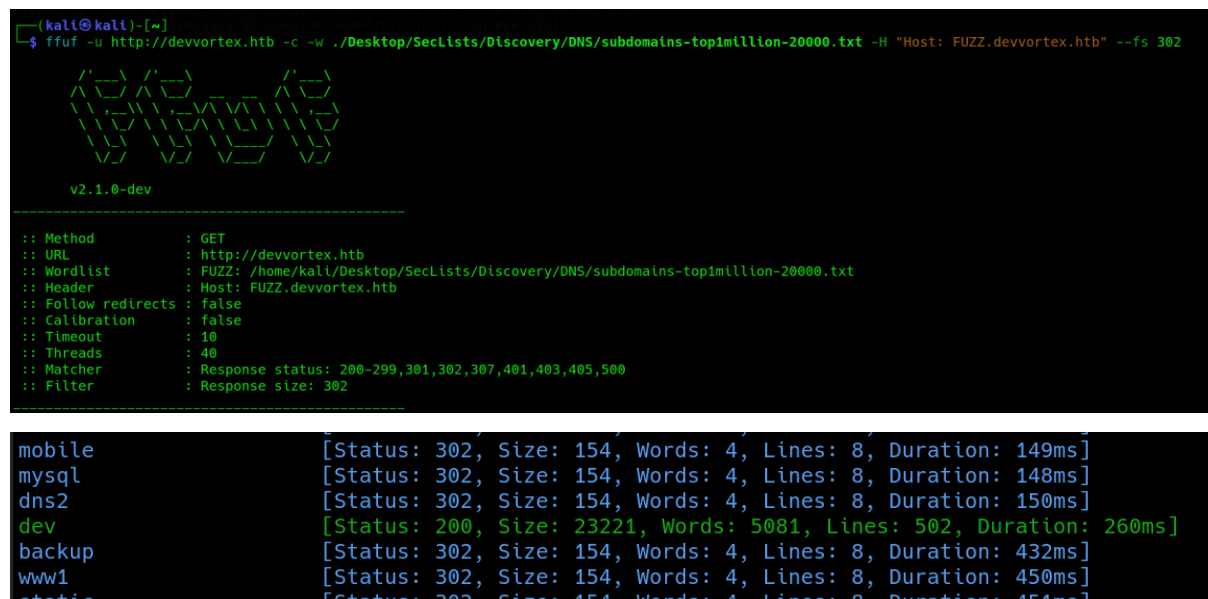 (kali㉿kali)-[~]
$ ffuf -u http://devvortex.htb -c -w ./Desktop/SecLists/Discovery/DNS/subdomains-top1million-20000.txt -H "Host: FUZZ.devvortex.htb" --fs 302
v2.1.0-dev
:: Method : GET
:: URL : http://devvortex.htb
:: Wordlist : FUZZ: /home/kali/Desktop/SecLists/Discovery/DNS/subdomains-top1million-20000.txt
:: Header : Host: FUZZ.devvortex.htb
:: Follow redirects : false
:: Calibration : false
:: Timeout : 10
:: Threads : 40
:: Matcher : Response status: 200-299,301,302,307,401,403,405,500
:: Filter : Response size: 302
mobile [Status: 302, Size: 154, Words: 4, Lines: 8, Duration: 149ms]
mysql [Status: 302, Size: 154, Words: 4, Lines: 8, Duration: 148ms]
dns2 [Status: 302, Size: 154, Words: 4, Lines: 8, Duration: 150ms]
dev [Status: 200, Size: 23221, Words: 5081, Lines: 502, Duration: 260ms]
backup [Status: 302, Size: 154, Words: 4, Lines: 8, Duration: 432ms]
www1 [Status: 302, Size: 154, Words: 4, Lines: 8, Duration: 450ms]